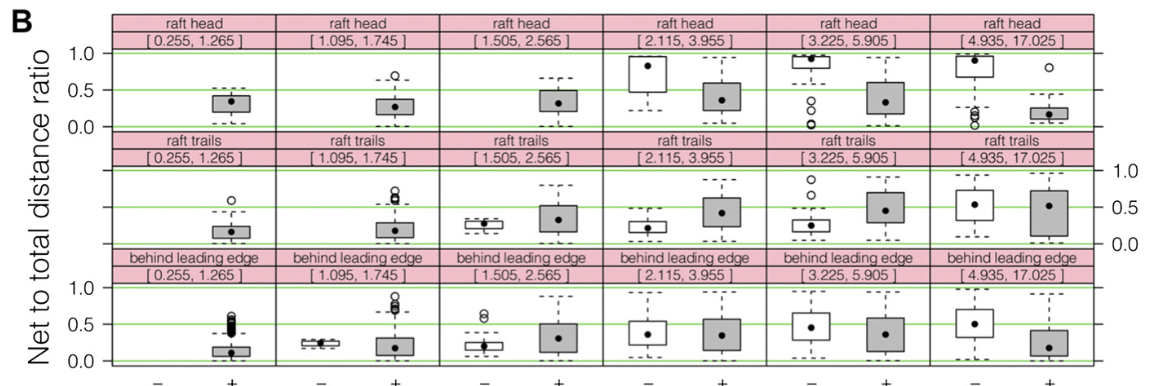 B
Net to total distance ratio
raft head raft head raft head raft head raft head raft head
[ 0.255, 1.265 ] [ 1.095, 1.745 ] [ 1.505, 2.565 ] [ 2.115, 3.955 ] [ 3.225, 5.905 ] [ 4.935, 17.025 ]
1.0
0.5
0.0
raft trails raft trails raft trails raft trails raft trails raft trails
[ 0.255, 1.265 ] [ 1.095, 1.745 ] [ 1.505, 2.565 ] [ 2.115, 3.955 ] [ 3.225, 5.905 ] [ 4.935, 17.025 ]
1.0
0.5
0.0
behind leading edge behind leading edge behind leading edge behind leading edge behind leading edge behind leading edge
[ 0.255, 1.265 ] [ 1.095, 1.745 ] [ 1.505, 2.565 ] [ 2.115, 3.955 ] [ 3.225, 5.905 ] [ 4.935, 17.025 ]
1.0
0.5
0.0
– + – + – + – + – + – +